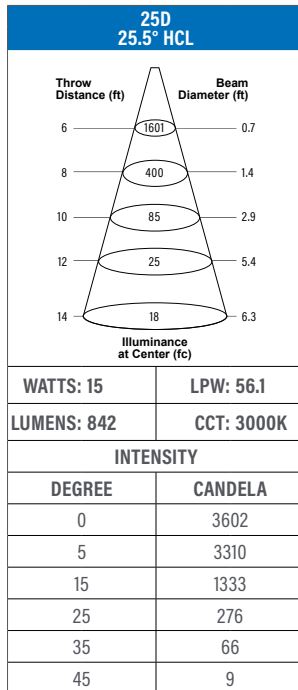 25D
25.5° HCL
Throw Distance (ft)
Beam Diameter (ft)
6 1601 0.7
8 400 1.4
10 85 2.9
12 25 5.4
14 18 6.3
Illuminance
at Center (fc)
WATTS: 15 LPW: 56.1
LUMENS: 842 CCT: 3000K
INTENSITY
DEGREE CANDELA
0 3602
5 3310
15 1333
25 276
35 66
45 9